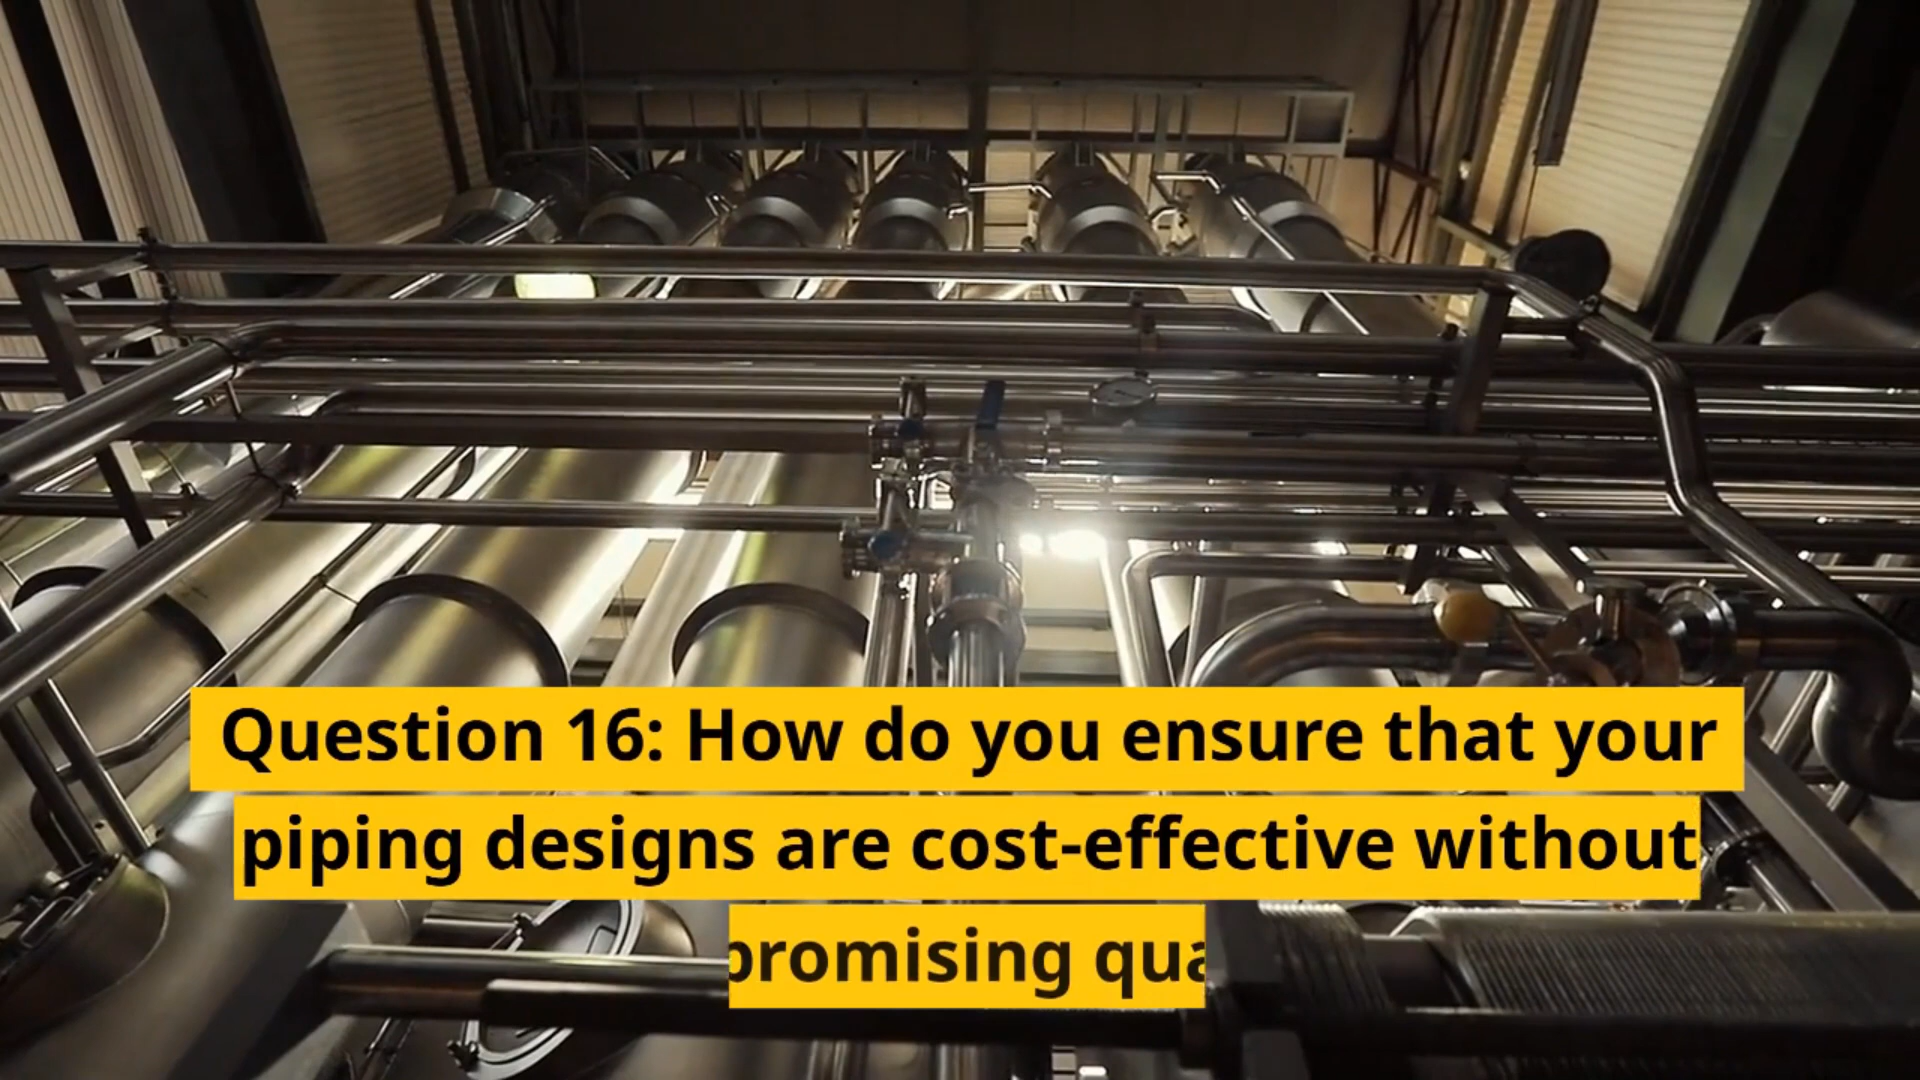 Question 16: How do you ensure that your
piping designs are cost-effective without
promising qua